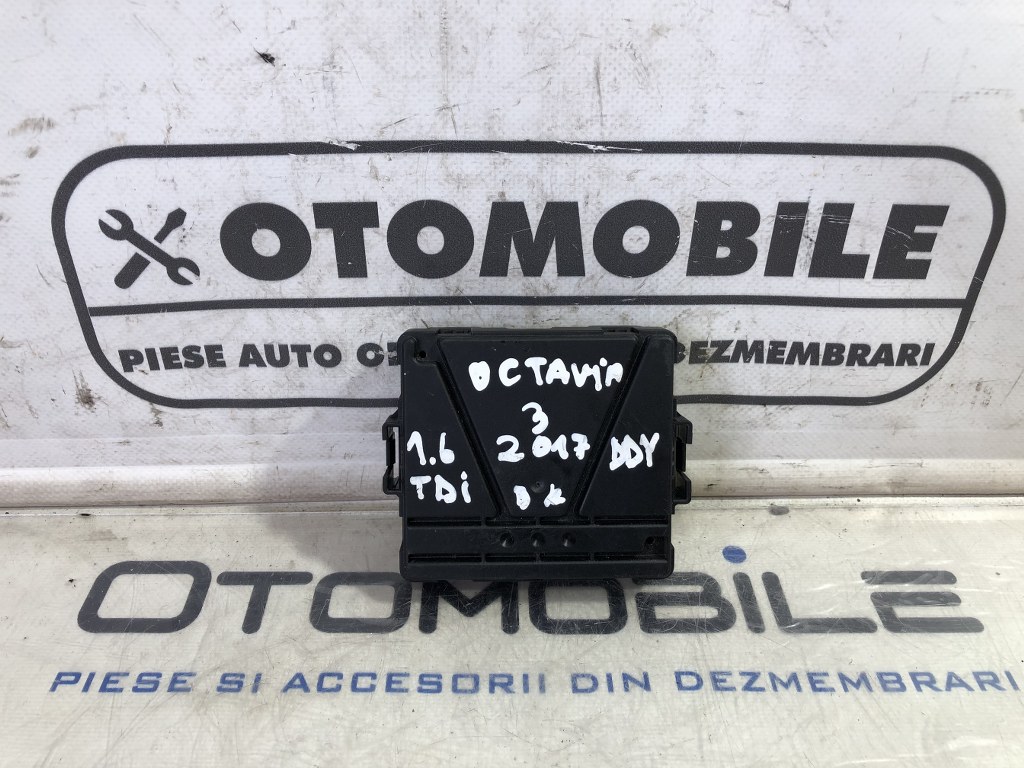 OTOMOBILE
PIESE AUTO DEZMEMBRARI
OCTAVIA
3
1.6 2017 DDY
TDi
OTOMOBILE
PIESE SI ACCESORII DIN DEZMEMBRARI